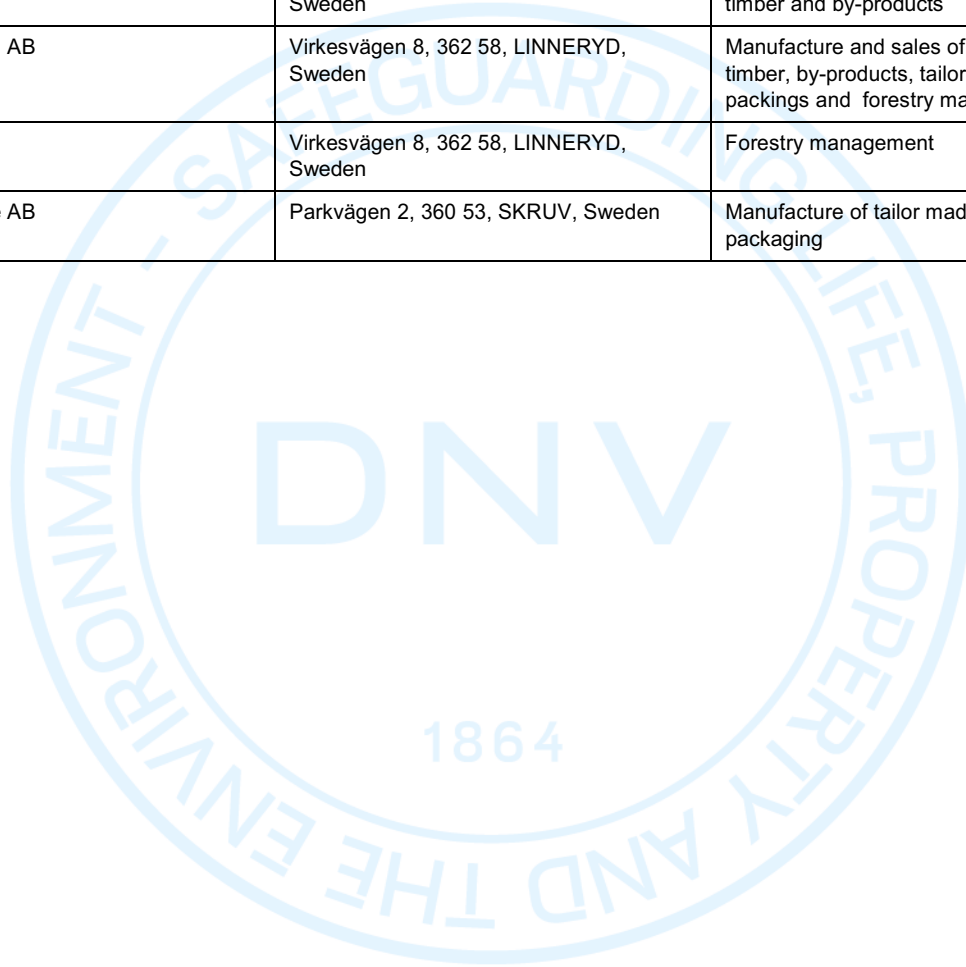 Sweden
timber and by-products
AB
Virkesvägen 8, 362 58, LINNERYD,
Sweden
Manufacture and sales of
timber, by-products, tailor
packings and  forestry
Virkesvägen 8, 362 58, LINNERYD,
Sweden
Forestry management
AB
Parkvägen 2, 360 53, SKRUV, Sweden
Manufacture of tailor
packaging
SAFEGUARDING LIFE, PROPERTY AND THE ENVIRONMENT -
DNV
1864